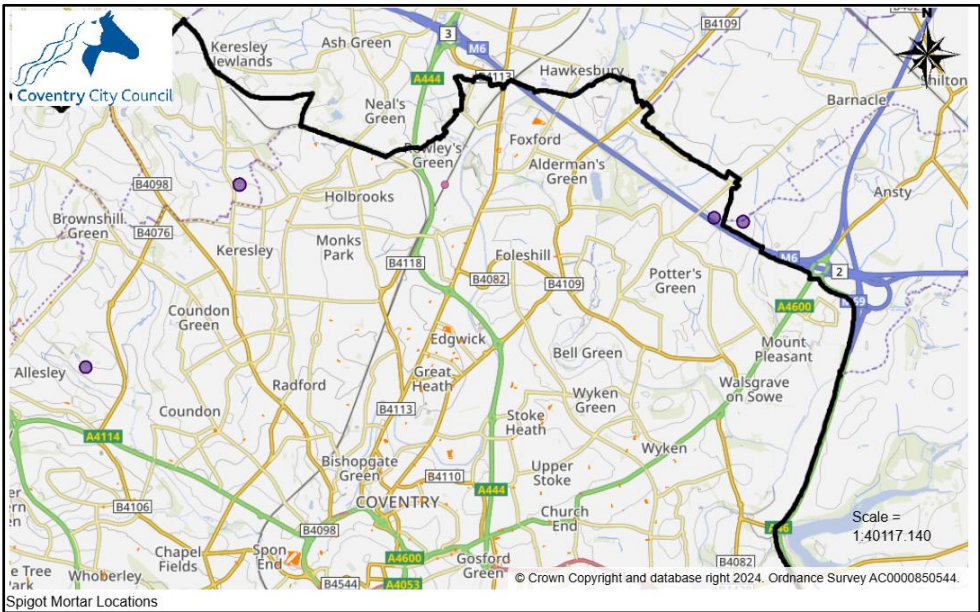 Coventry City Council
Keresley
Newlands
Ash Green
3
M6
B4113
Hawkesbury
B4109
N
Shilton
A444
Neal's
Green
Barnacle
Rowley's
Green
Foxford
Alderman's
Green
B4098
Holbrooks
Ansty
Brownshill
Green
B4076
Keresley
Monks
Park
B4118
Foleshill
B4082
B4109
Potter's
Green
M6
2
M69
A4600
Coundon
Green
Edgwick
Bell Green
Mount
Pleasant
Allesley
Great
Heath
Radford
Coundon
B4113
Wyken
Green
Walsgrave
on Sowe
A4114
Stoke
Heath
Wyken
Bishopgate
Green
B4110
Upper
Stoke
COVENTRY
A444
B4106
B4098
Church
End
A46
Scale =
1:40117.140
Chapel
Fields
Spon
End
A4600
Gosford
Green
B4082
e Tree
Park
Whoberley
B4544
A4053
© Crown Copyright and database right 2024. Ordnance Survey AC0000850544.
Spigot Mortar Locations